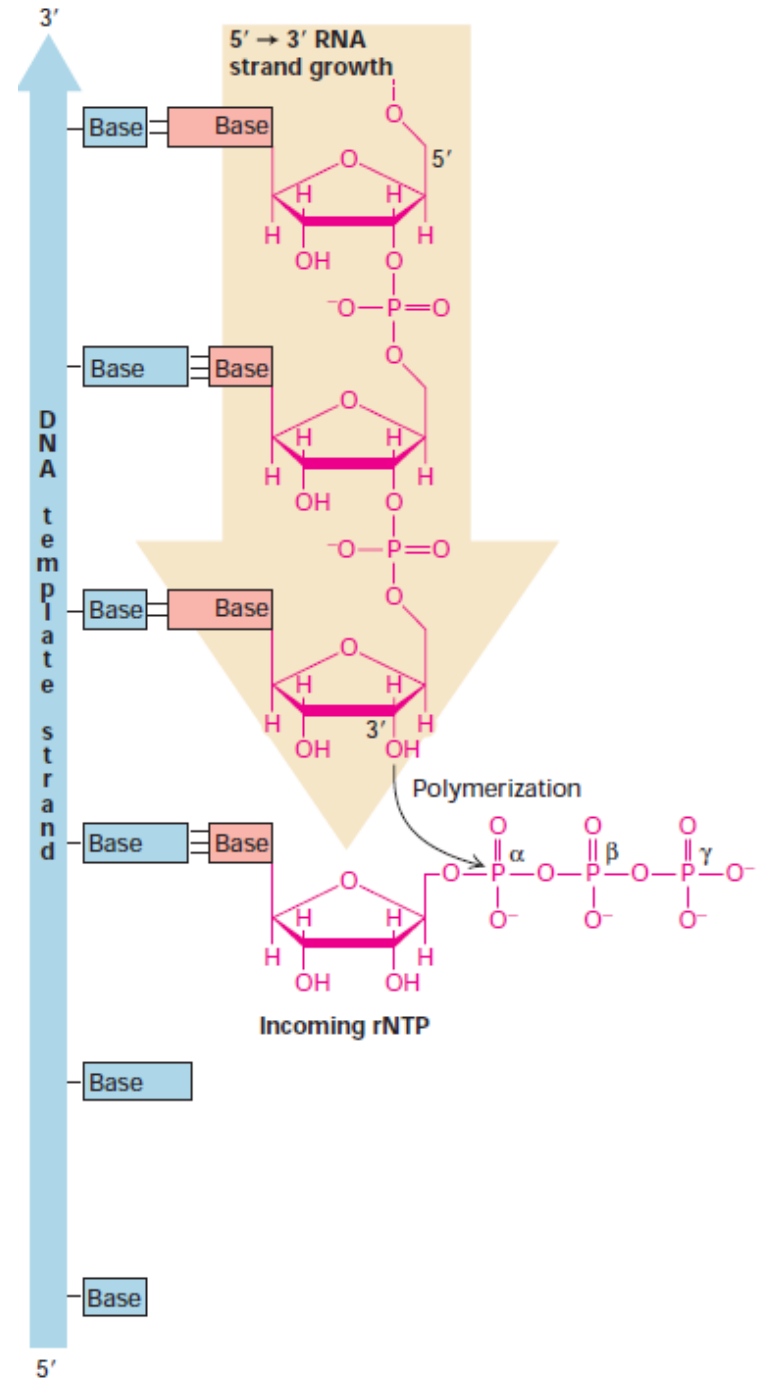 3′
5′ → 3′ RNA
strand growth
O
Base Base
5′
O
H H
H H
OH O
⁻O—P=O
O
Base Base
O
H H
H H
OH O
⁻O—P=O
O
DNA template strand
Base Base
O
H H
H 3′ H
OH OH
Polymerization
Base Base
O O O
α β γ
O—P—O—P—O—P—O⁻
O⁻ O⁻ O⁻
O
H H
H H
OH OH
Incoming rNTP
Base
Base
5′